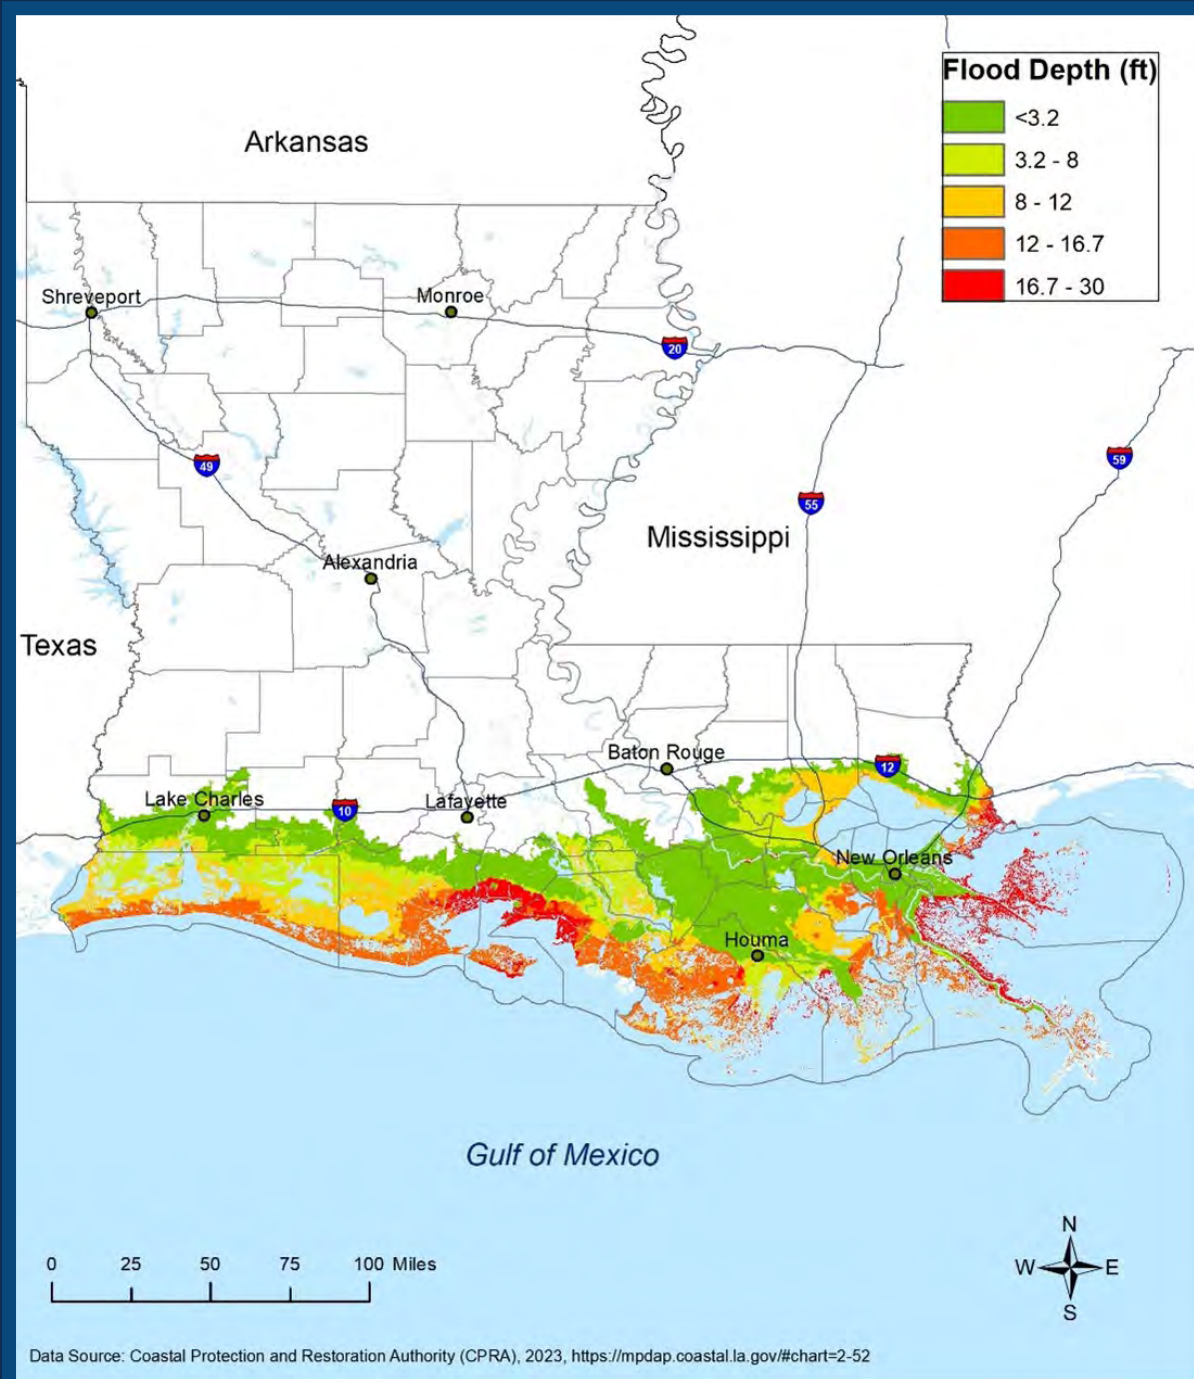 Flood Depth (ft)
<3.2
3.2 - 8
8 - 12
12 - 16.7
16.7 - 30
Arkansas
Shreveport
Monroe
20
49
59
55
Mississippi
Alexandria
Texas
Baton Rouge
12
Lake Charles
10
Lafayette
New Orleans
Houma
Gulf of Mexico
N
W E
S
0 25 50 75 100 Miles
Data Source: Coastal Protection and Restoration Authority (CPRA), 2023, https://mpdap.coastal.la.gov/#chart=2-52